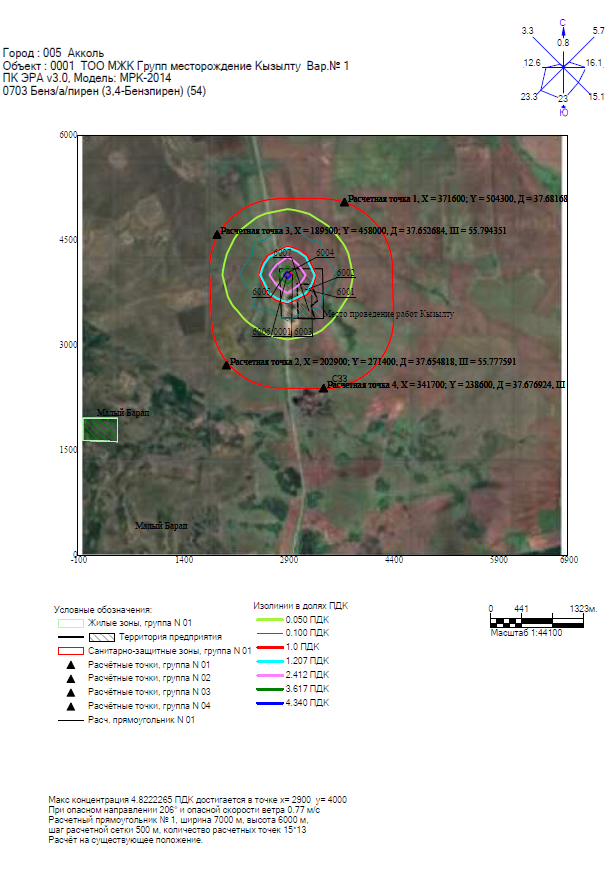 Город : 005 Акколь
Объект : 0001 ТОО МЖК Групп месторождение Кызылту Вар.№ 1
ПК ЭРА v3.0, Модель: МРК-2014
0703 Бенз/а/пирен (3,4-Бензпирен) (54)
С
3.3
5.7
0.8
12.6
16.1
23.3
23
15.1
Ю
6000
Расчетная точка 1, X = 371600; Y = 504300, Д = 37.68168
4500
Расчетная точка 3, X = 189500; Y = 458000, Д = 37.652684, Ш = 55.794351
6007
6004
6002
6001
Место проведение работ Кызылту
6006
0001
6003
3000
Расчетная точка 2, X = 202900; Y = 271400, Д = 37.654818, Ш = 55.777591
СЗЗ
Расчетная точка 4, X = 341700; Y = 238600, Д = 37.676924, Ш
Малый Барап
1500
Малый Барап
0
-100
1400
2900
4400
5900
6900
Условные обозначения:
Жилые зоны, группа N 01
Территория предприятия
Санитарно-защитные зоны, группа N 01
Расчётные точки, группа N 01
Расчётные точки, группа N 02
Расчётные точки, группа N 03
Расчётные точки, группа N 04
Расч. прямоугольник N 01
Изолинии в долях ПДК
0.050 ПДК
0.100 ПДК
1.0 ПДК
1.207 ПДК
2.412 ПДК
3.617 ПДК
4.340 ПДК
0 441 1323м.
Масштаб 1:44100
Макс концентрация 4.8222265 ПДК достигается в точке x= 2900 y= 4000
При опасном направлении 206° и опасной скорости ветра 0.77 м/с
Расчетный прямоугольник № 1, ширина 7000 м, высота 6000 м,
шаг расчетной сетки 500 м, количество расчетных точек 15*13
Расчёт на существующее положение.